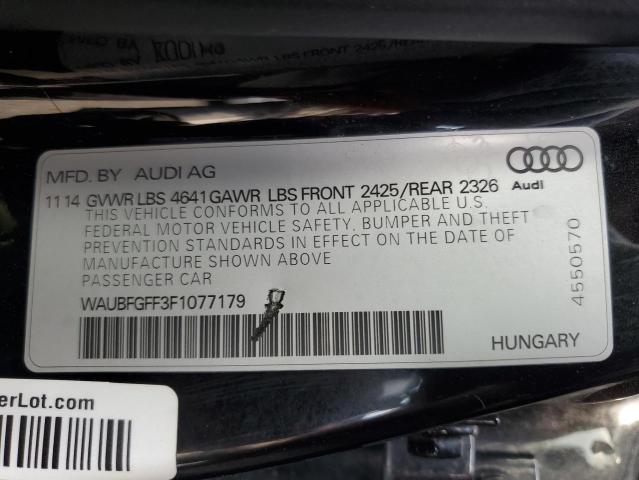 MFD. BY AUDI AG
11 14 GVWR LBS 4641 GAWR LBS FRONT 2425/REAR 2326 Audi
THIS VEHICLE CONFORMS TO ALL APPLICABLE U.S.
FEDERAL MOTOR VEHICLE SAFETY, BUMPER AND THEFT
PREVENTION STANDARDS IN EFFECT ON THE DATE OF
MANUFACTURE SHOWN ABOVE
PASSENGER CAR
WAUBFGFF3F1077179
4550570
HUNGARY
erLot.com